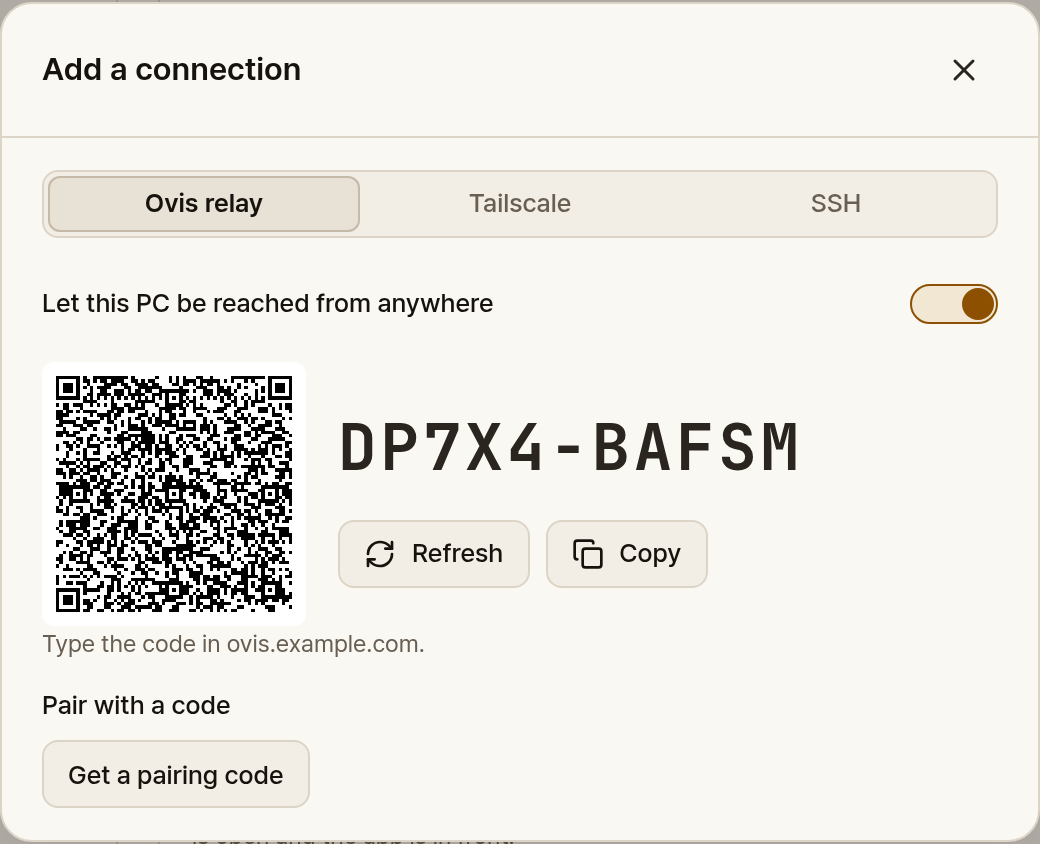 Add a connection
Ovis relay
Tailscale
SSH
Let this PC be reached from anywhere
DP7X4-BAFSM
Refresh
Copy
Type the code in ovis.example.com.
Pair with a code
Get a pairing code